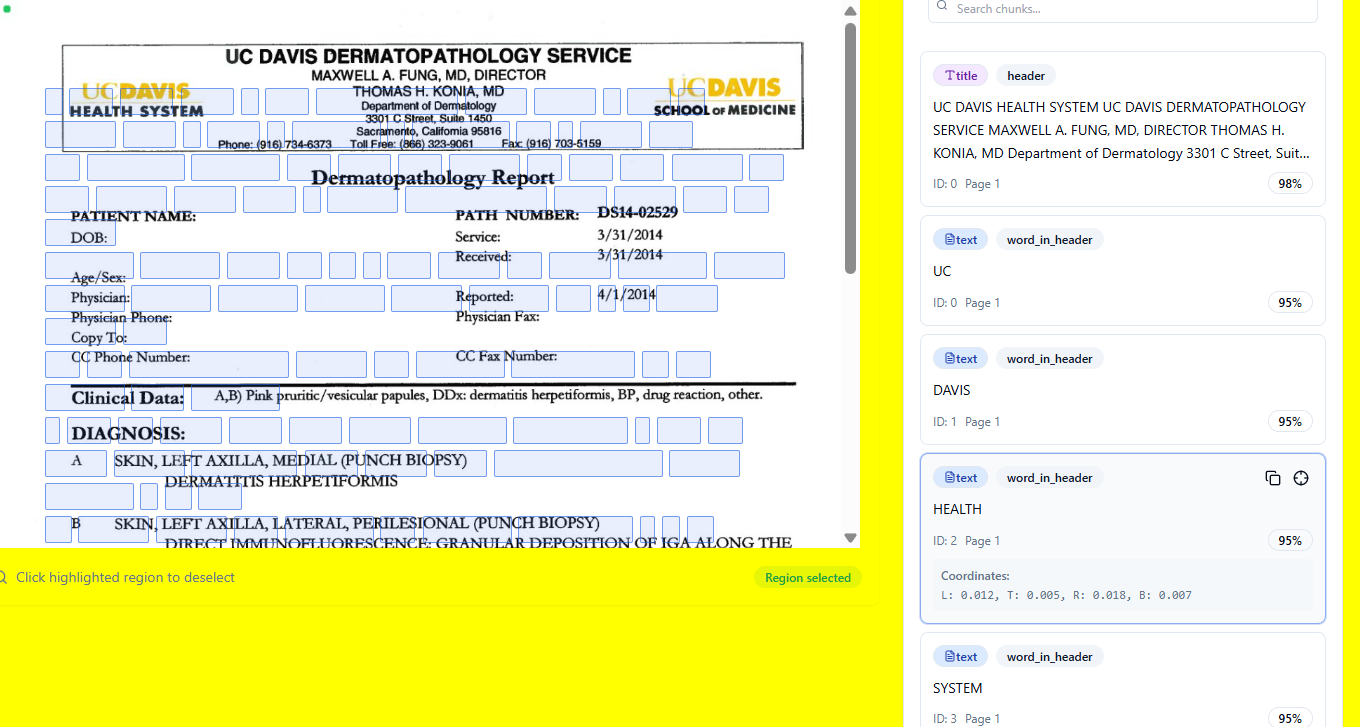 UC DAVIS DERMATOPATHOLOGY SERVICE
MAXWELL A. FUNG, MD, DIRECTOR
THOMAS H. KONIA, MD
Department of Dermatology
3301 C Street, Suite 1450
Sacramento, California 95816
Phone: (916) 734-6373 Toll Free: (866) 323-9061 Fax: (916) 703-5159
UCDAVIS
HEALTH SYSTEM
UCDAVIS
SCHOOL OF MEDICINE
Dermatopathology Report
PATIENT NAME: PATH NUMBER: DS14-02529
DOB: Service: 3/31/2014
Received: 3/31/2014
Age/Sex:
Physician: Reported: 4/1/2014
Physician Phone: Physician Fax:
Copy To:
CC Phone Number: CC Fax Number:
Clinical Data: A,B) Pink pruritic/vesicular papules, DDx: dermatitis herpetiformis, BP, drug reaction, other.
DIAGNOSIS:
A SKIN, LEFT AXILLA, MEDIAL (PUNCH BIOPSY)
DERMATITIS HERPETIFORMIS
B SKIN, LEFT AXILLA, LATERAL, PERILESIONAL (PUNCH BIOPSY)
DIRECT IMMUNOFLUORESCENCE: GRANULAR DEPOSITION OF IGA ALONG THE
Click highlighted region to deselect
Region selected
Search chunks...
title header
UC DAVIS HEALTH SYSTEM UC DAVIS DERMATOPATHOLOGY
SERVICE MAXWELL A. FUNG, MD, DIRECTOR THOMAS H.
KONIA, MD Department of Dermatology 3301 C Street, Suit...
ID: 0 Page 1 98%
text word_in_header
UC
ID: 0 Page 1 95%
text word_in_header
DAVIS
ID: 1 Page 1 95%
text word_in_header
HEALTH
ID: 2 Page 1 95%
Coordinates:
L: 0.012, T: 0.005, R: 0.018, B: 0.007
text word_in_header
SYSTEM
ID: 3 Page 1 95%